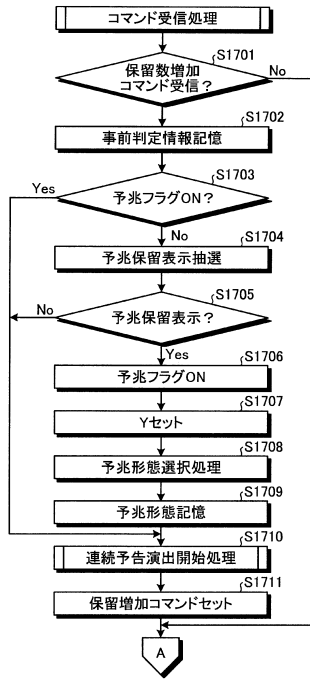 コマンド受信処理
S1701
保留数増加
コマンド受信?
No
S1702
事前判定情報記憶
S1703
Yes
予兆フラグON?
No
S1704
予兆保留表示抽選
S1705
No
予兆保留表示?
Yes
S1706
予兆フラグON
S1707
Yセット
S1708
予兆形態選択処理
S1709
予兆形態記憶
S1710
連続予告演出開始処理
S1711
保留増加コマンドセット
A